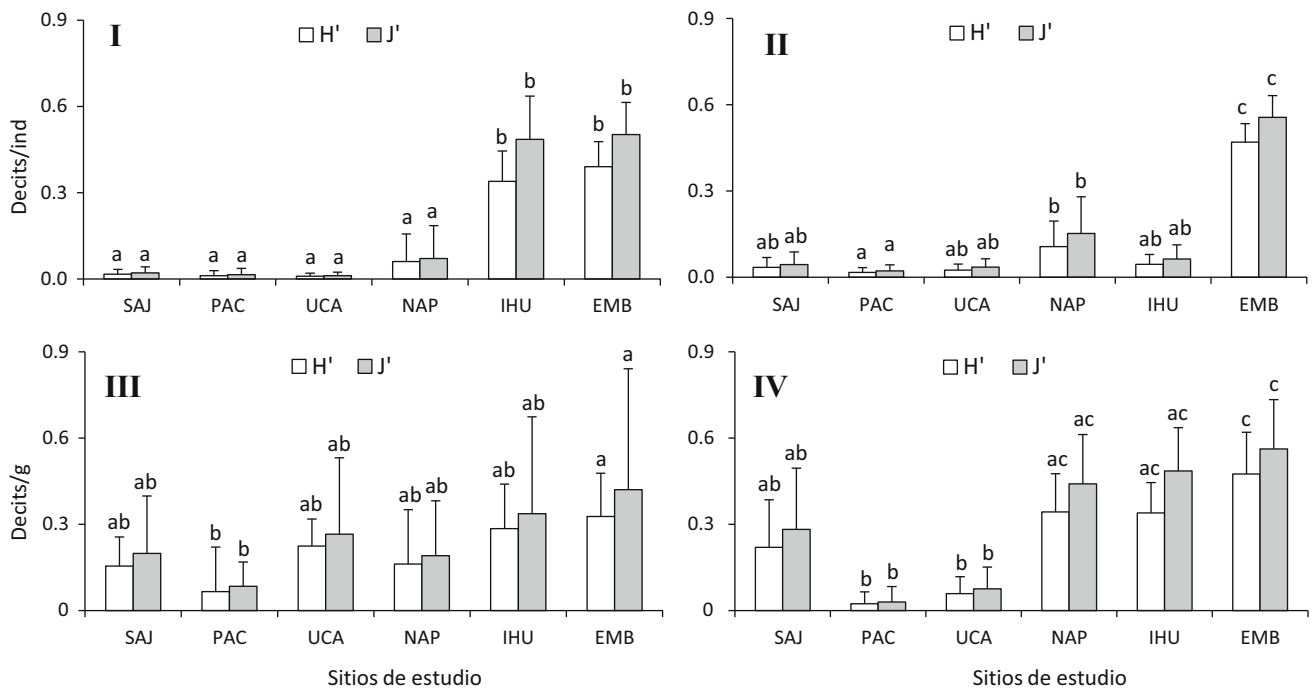 I
H' J'
Decits/ind
0.9
0.6
0.3
0.0
a a a a a a a a b b b b
SAJ PAC UCA NAP IHU EMB
II
H' J'
0.9
0.6
0.3
0.0
ab ab a a ab ab b b ab ab c c
SAJ PAC UCA NAP IHU EMB
III
H' J'
Decits/g
0.9
0.6
0.3
0
ab ab b b ab ab ab ab ab ab a a
SAJ PAC UCA NAP IHU EMB
Sitios de estudio
IV
H' J'
0.9
0.6
0.3
0
ab ab b b b b ac ac ac ac c c
SAJ PAC UCA NAP IHU EMB
Sitios de estudio